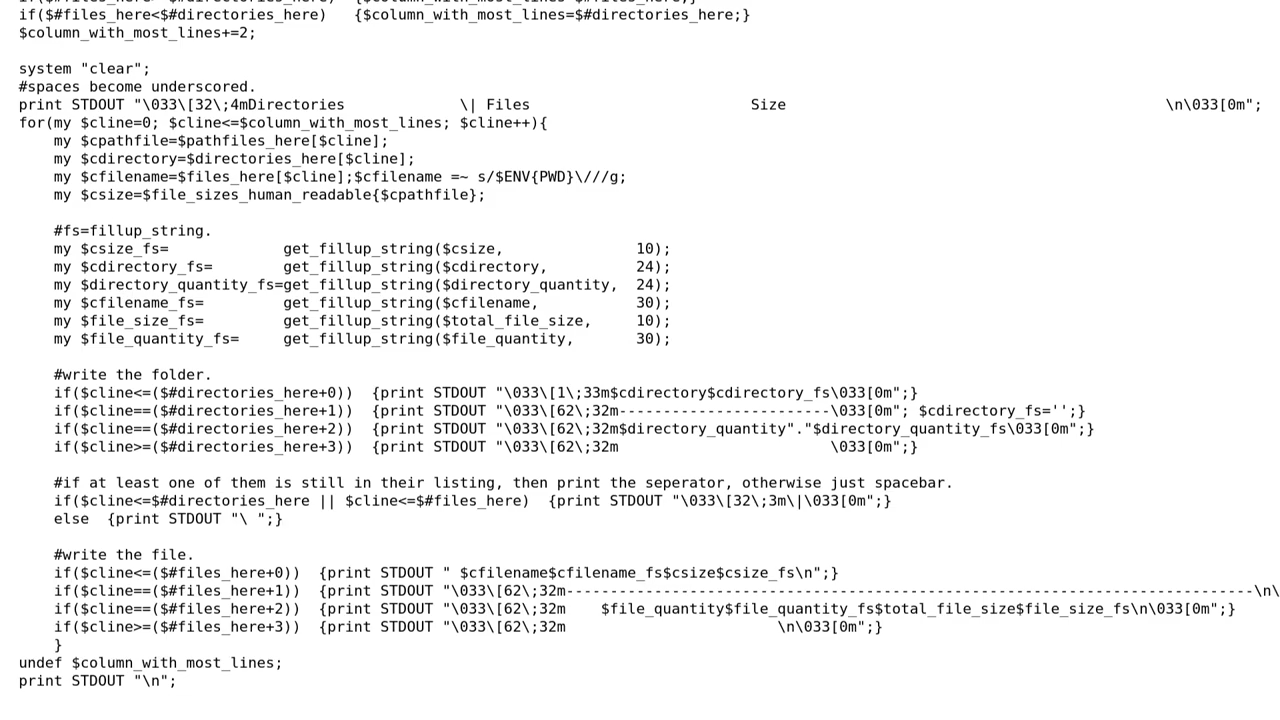 if($#files_here<$#directories_here)   {$column_with_most_lines=$#directories_here;}
$column_with_most_lines+=2;

system "clear";
#spaces become underscored.
print STDOUT "\033\[32\;4mDirectories             \| Files                         Size                                           \n\033[0m";
for(my $cline=0; $cline<=$column_with_most_lines; $cline++){
    my $cpathfile=$pathfiles_here[$cline];
    my $cdirectory=$directories_here[$cline];
    my $cfilename=$files_here[$cline];$cfilename =~ s/$ENV{PWD}\///g;
    my $csize=$file_sizes_human_readable{$cpathfile};

    #fs=fillup_string.
    my $csize_fs=             get_fillup_string($csize,               10);
    my $cdirectory_fs=        get_fillup_string($cdirectory,          24);
    my $directory_quantity_fs=get_fillup_string($directory_quantity,  24);
    my $cfilename_fs=         get_fillup_string($cfilename,           30);
    my $file_size_fs=         get_fillup_string($total_file_size,     10);
    my $file_quantity_fs=     get_fillup_string($file_quantity,       30);

    #write the folder.
    if($cline<=($#directories_here+0))  {print STDOUT "\033\[1\;33m$cdirectory$cdirectory_fs\033[0m";}
    if($cline==($#directories_here+1))  {print STDOUT "\033\[62\;32m------------------------\033[0m"; $cdirectory_fs='';}
    if($cline==($#directories_here+2))  {print STDOUT "\033\[62\;32m$directory_quantity"."$directory_quantity_fs\033[0m";}
    if($cline>=($#directories_here+3))  {print STDOUT "\033\[62\;32m                        \033[0m";}

    #if at least one of them is still in their listing, then print the seperator, otherwise just spacebar.
    if($cline<=$#directories_here || $cline<=$#files_here)  {print STDOUT "\033\[32\;3m\|\033[0m";}
    else  {print STDOUT "\ ";}

    #write the file.
    if($cline<=($#files_here+0))  {print STDOUT " $cfilename$cfilename_fs$csize$csize_fs\n";}
    if($cline==($#files_here+1))  {print STDOUT "\033\[62\;32m------------------------------------------------------------------------------\n\
    if($cline==($#files_here+2))  {print STDOUT "\033\[62\;32m    $file_quantity$file_quantity_fs$total_file_size$file_size_fs\n\033[0m";}
    if($cline>=($#files_here+3))  {print STDOUT "\033\[62\;32m                        \n\033[0m";}
    }
undef $column_with_most_lines;
print STDOUT "\n";